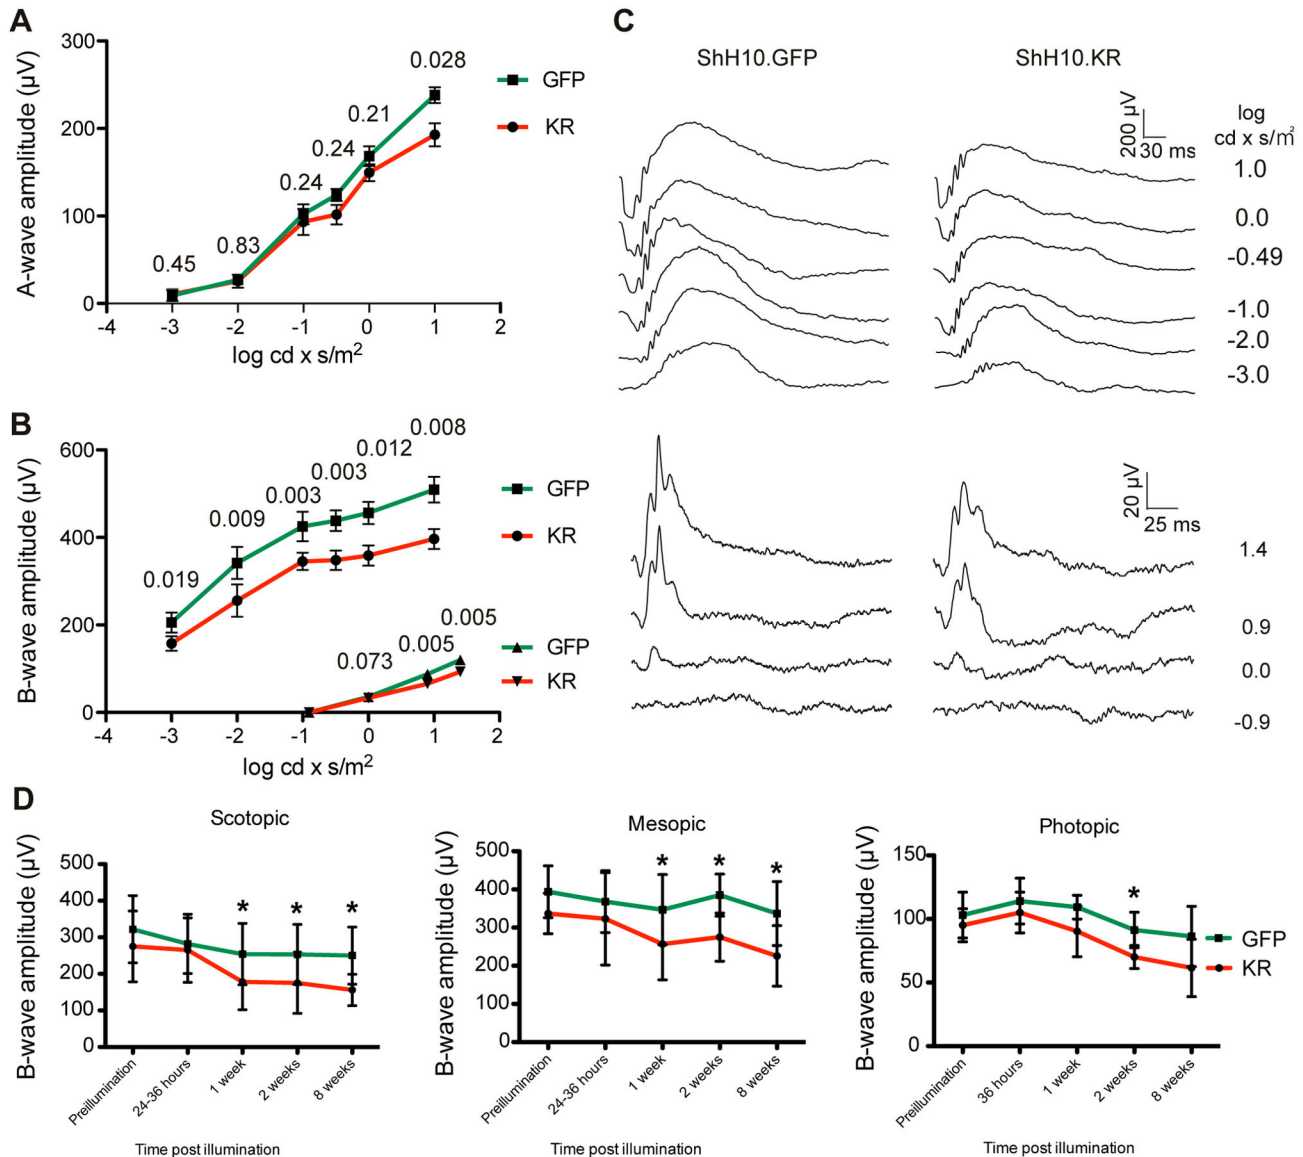 A
A-wave amplitude (µV)
300
200
100
0
-4 -3 -2 -1 0 1 2
log cd x s/m²
0.45
0.83
0.24
0.24
0.21
0.028
GFP
KR
B
B-wave amplitude (µV)
600
400
200
0
-4 -3 -2 -1 0 1 2
log cd x s/m²
0.019
0.009
0.003
0.003
0.012
0.008
0.073
0.005
0.005
GFP
KR
GFP
KR
C
ShH10.GFP
ShH10.KR
200 µV
30 ms
log
cd x s/m²
1.0
0.0
-0.49
-1.0
-2.0
-3.0
20 µV
25 ms
1.4
0.9
0.0
-0.9
D
Scotopic
B-wave amplitude (µV)
500
400
300
200
100
0
* * *
Preillumination
24-36 hours
1 week
2 weeks
8 weeks
Time post illumination
Mesopic
B-wave amplitude (µV)
500
400
300
200
100
0
* * *
Preillumination
24-36 hours
1 week
2 weeks
8 weeks
Time post illumination
Photopic
B-wave amplitude (µV)
150
100
50
0
*
Preillumination
36 hours
1 week
2 weeks
8 weeks
Time post illumination
GFP
KR